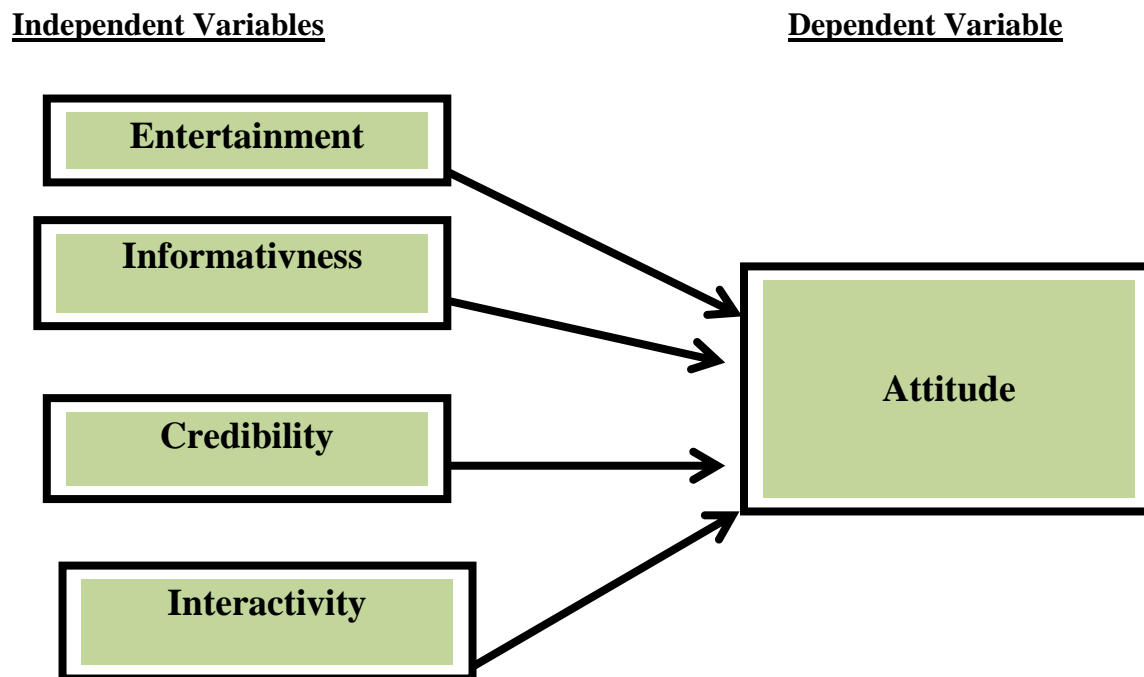 Independent Variables
Dependent Variable
Entertainment
Informativness
Credibility
Interactivity
Attitude